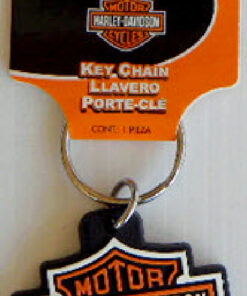 MOTOR
HARLEY-DAVIDSON
CYCLES
KEY CHAIN
LLAVERO
PORTE-CLÉ
CONT: 1 PIEZA
MOTOR